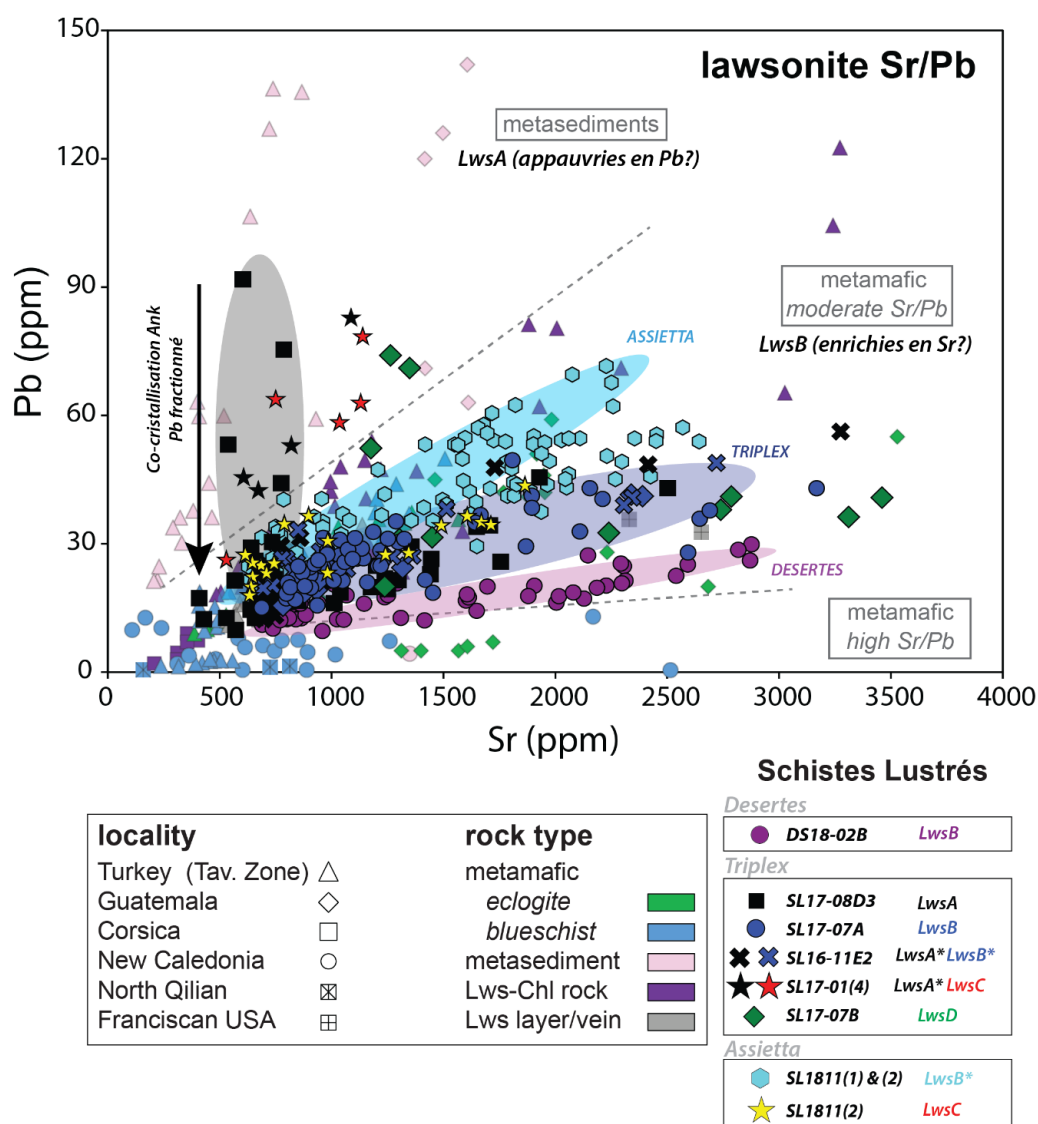 lawsonite Sr/Pb
150
120
90
60
30
0
Pb (ppm)
metasediments
LwsA (appauvries en Pb?)
metamafic
moderate Sr/Pb
LwsB (enrichies en Sr?)
Co-cristallisation Ank
Pb fractionné
ASSIETTA
TRIPLEX
DESERTES
metamafic
high Sr/Pb
0 500 1000 1500 2000 2500 3000 3500 4000
Sr (ppm)
locality
Turkey (Tav. Zone)
Guatemala
Corsica
New Caledonia
North Qilian
Franciscan USA
rock type
metamafic
eclogite
blueschist
metasediment
Lws-Chl rock
Lws layer/vein
Schistes Lustrés
Desertes
DS18-02B LwsB
Triplex
SL17-08D3 LwsA
SL17-07A LwsB
SL16-11E2 LwsA* LwsB*
SL17-01(4) LwsA* LwsC
SL17-07B LwsD
Assietta
SL1811(1) & (2) LwsB*
SL1811(2) LwsC